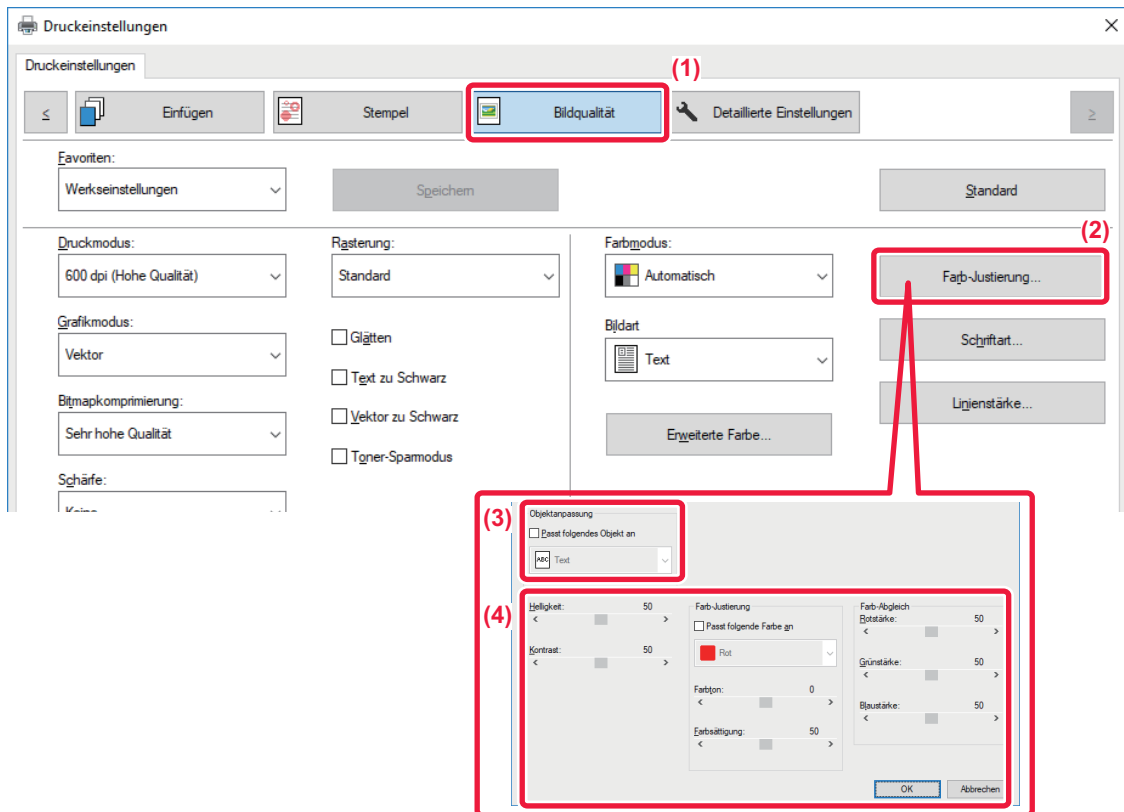 Druckeinstellungen
Druckeinstellungen
(1)
< Einfügen Stempel Bildqualität Detaillierte Einstellungen >
Favoriten:
Werkseinstellungen Speichern Standard
(2)
Druckmodus: Rasterung: Farbmodus:
600 dpi (Hohe Qualität) Standard Automatisch Farb-Justierung...
Grafikmodus: Bildart
Vektor Glätten Text Schriftart...
Text zu Schwarz
Bitmapkomprimierung: Vektor zu Schwarz Linienstärke...
Sehr hohe Qualität Erweiterte Farbe...
Toner-Sparmodus
Schärfe:
Keine
(3)
Objektanpassung
Passt folgendes Objekt an
ABC Text
(4)
Helligkeit: 50 Farb-Justierung Farb-Abgleich
Passt folgende Farbe an Rotstärke: 50
Kontrast: 50 Rot
Grünstärke: 50
Farbton: 0
Blaustärke: 50
Farbsättigung: 50
OK Abbrechen